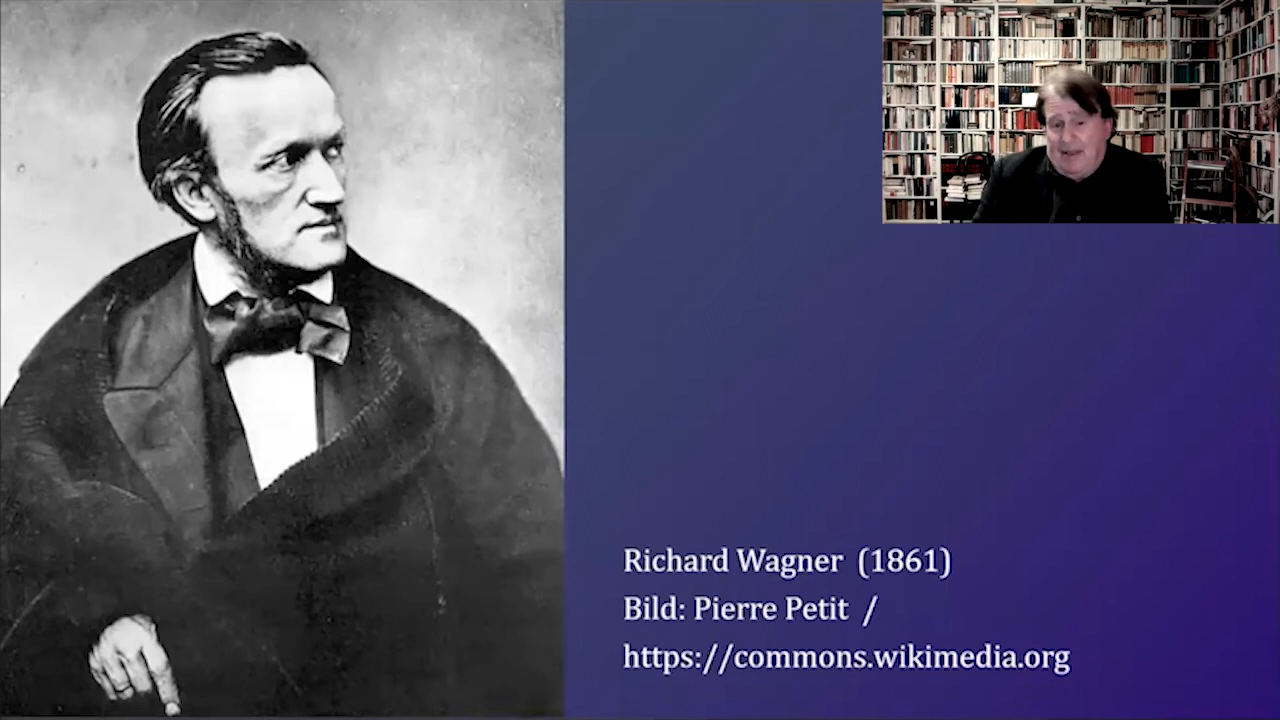 Richard Wagner (1861)
Bild: Pierre Petit /
https://commons.wikimedia.org